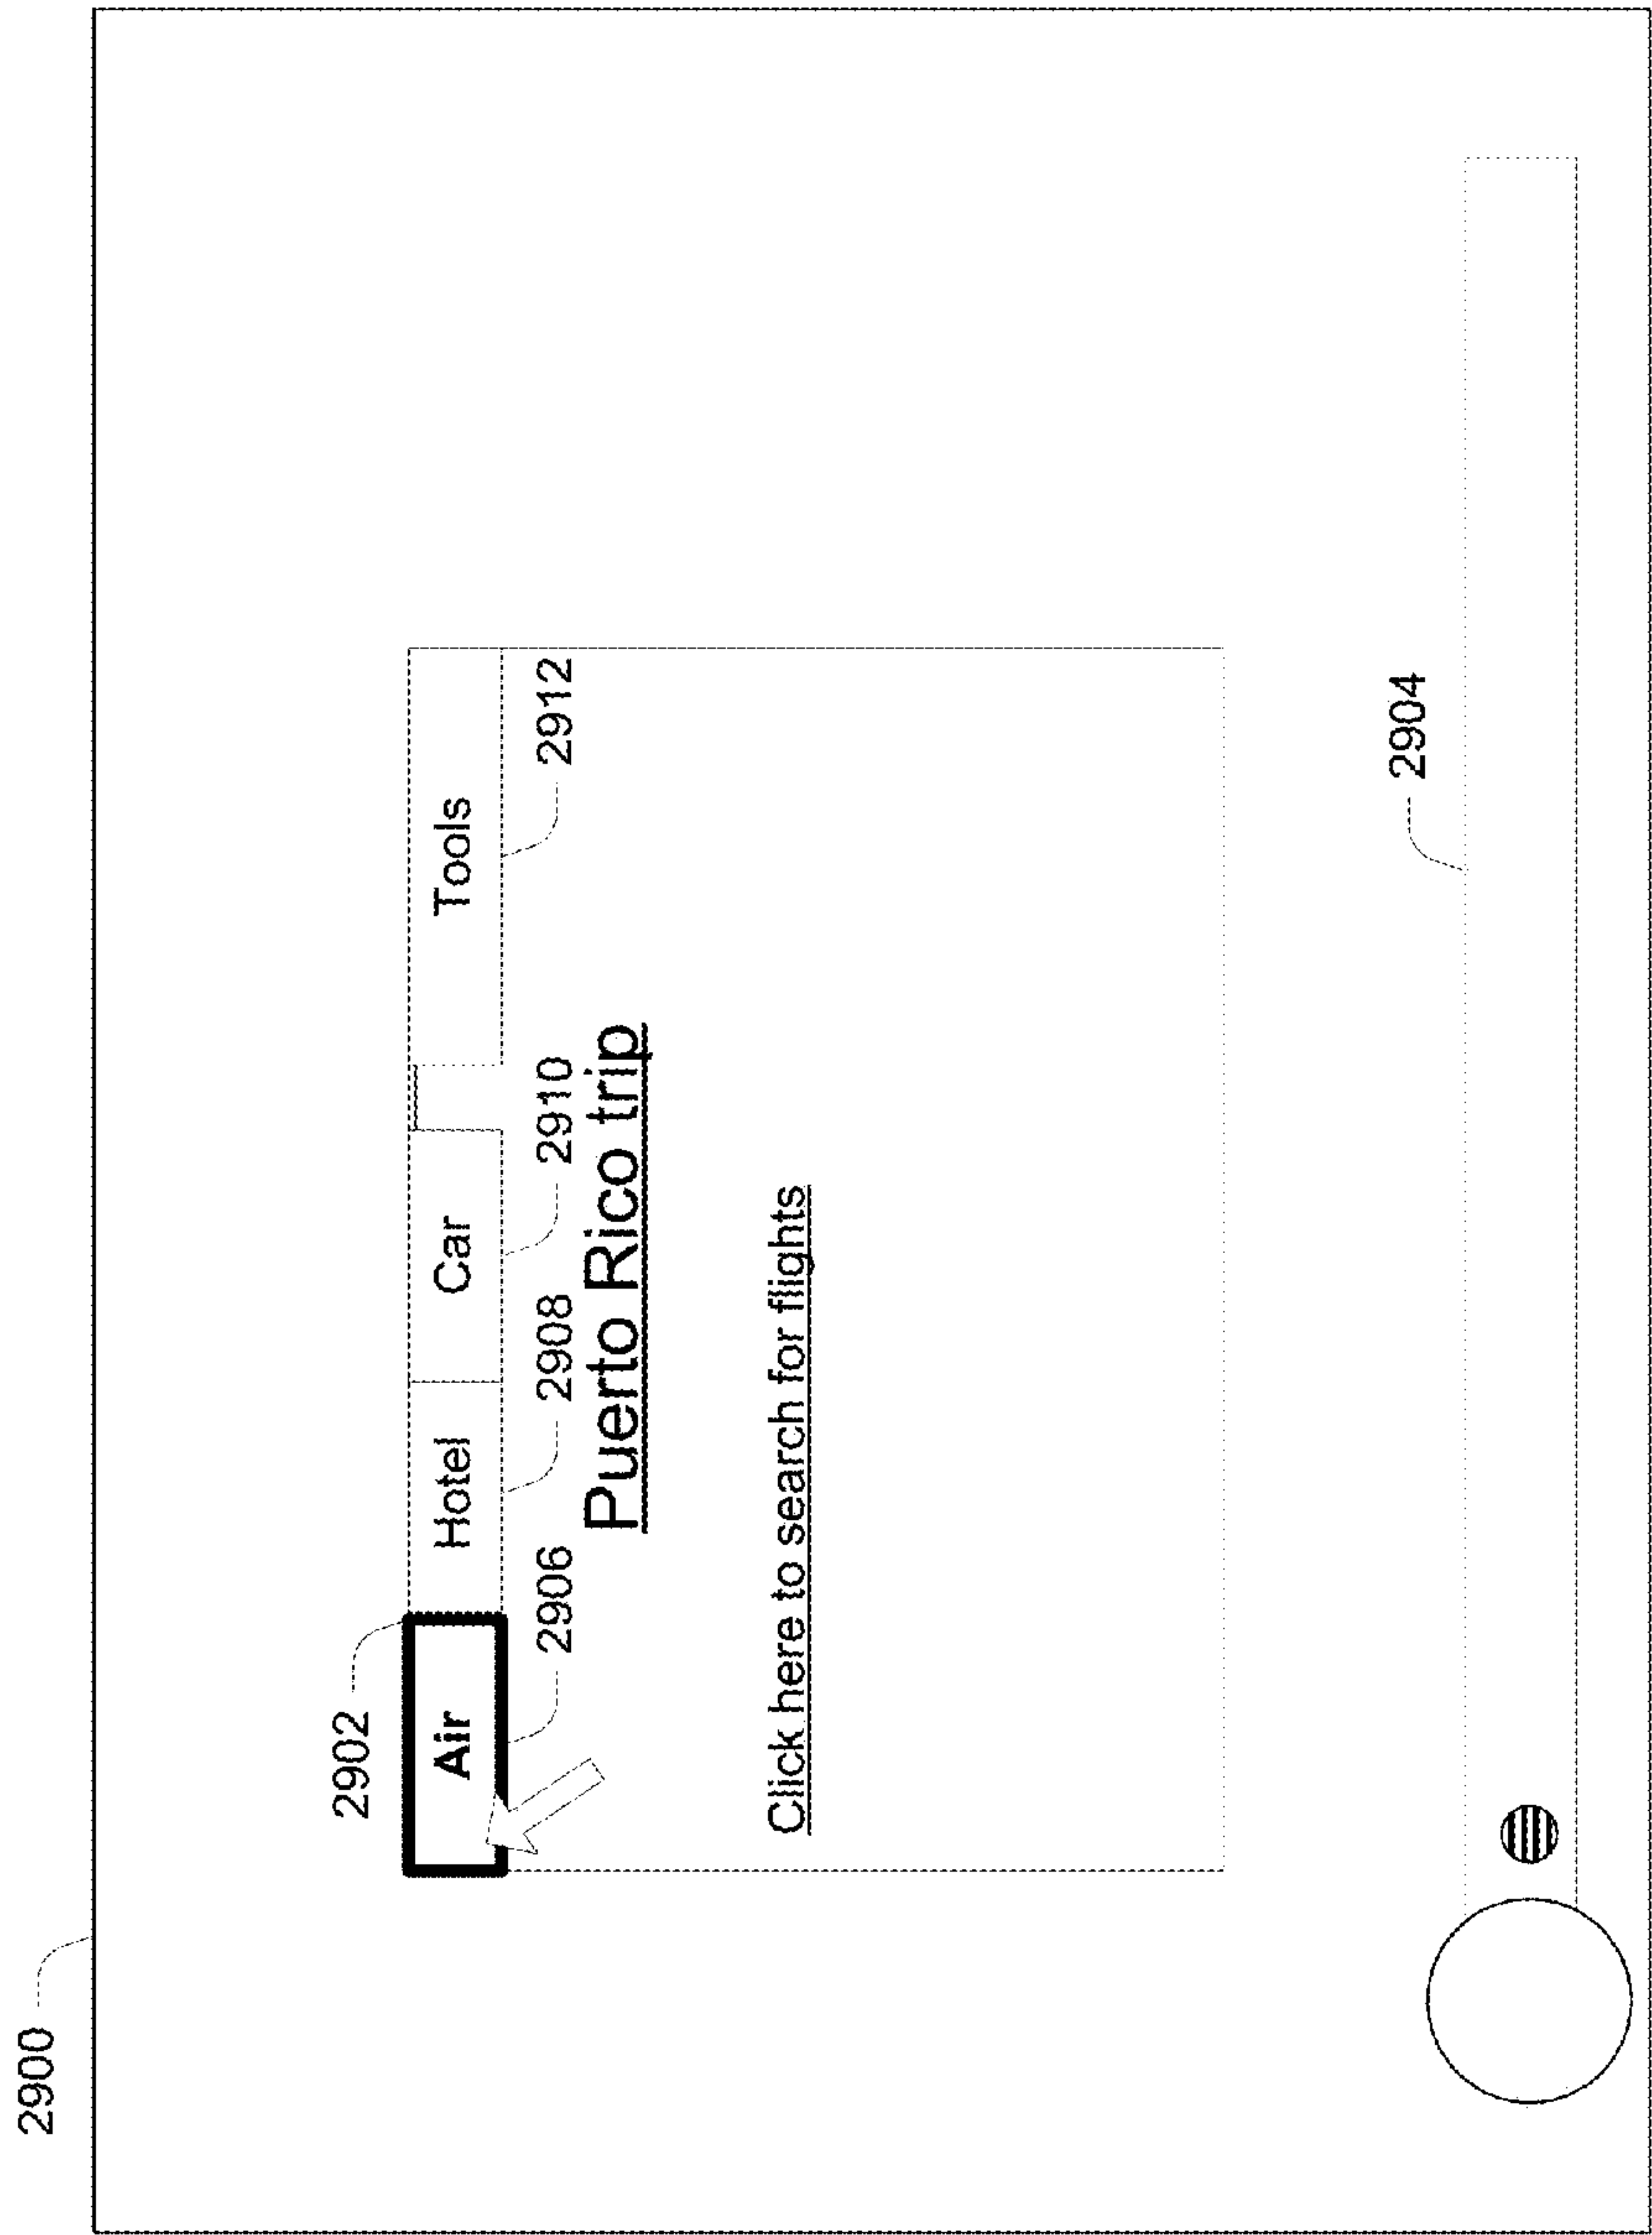 2900
2902
Air
Hotel
Car
Tools
2906
2908
2910
2912
Puerto Rico trip
Click here to search for flights
2904